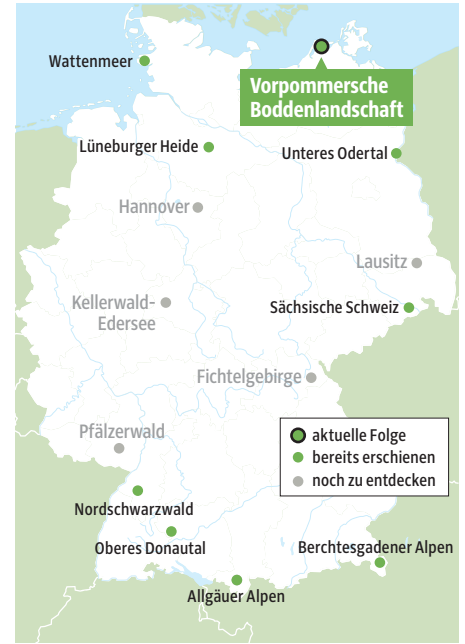 Wattenmeer
Vorpommersche
Boddenlandschaft
Lüneburger Heide
Unteres Odertal
Hannover
Lausitz
Kellerwald-
Edersee
Sächsische Schweiz
Fichtelgebirge
Pfälzerwald
aktuelle Folge
bereits erschienen
noch zu entdecken
Nordschwarzwald
Oberes Donautal
Berchtesgadener Alpen
Allgäuer Alpen